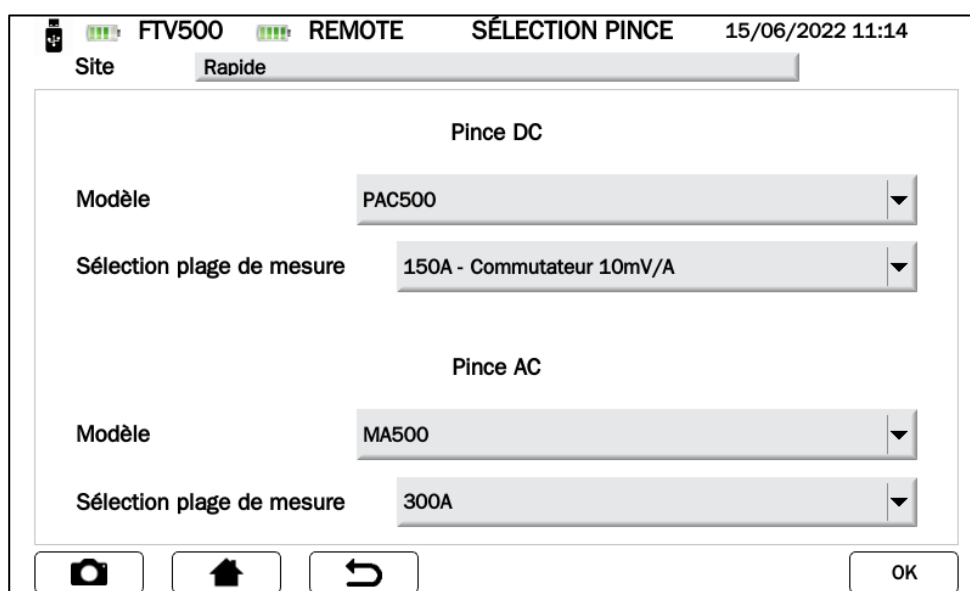 FTV500 REMOTE SÉLECTION PINCE 15/06/2022 11:14
Site Rapide
Pince DC
Modèle PAC500
Sélection plage de mesure 150A - Commutateur 10mV/A
Pince AC
Modèle MA500
Sélection plage de mesure 300A
OK